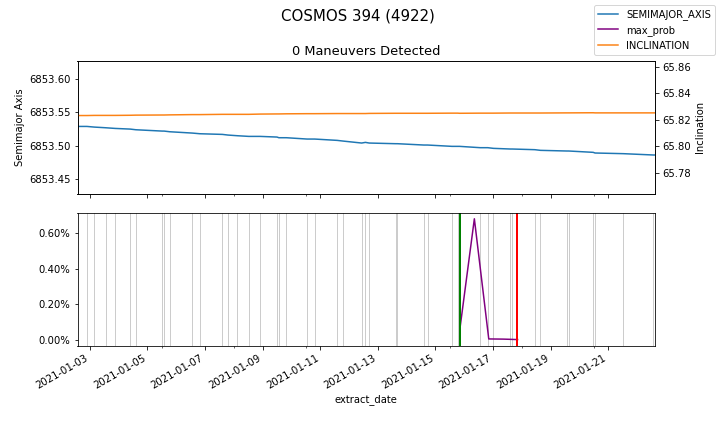 COSMOS 394 (4922)
SEMIMAJOR_AXIS
max_prob
INCLINATION
0 Maneuvers Detected
6853.60
6853.55
6853.50
6853.45
Semimajor Axis
65.86
65.84
65.82
65.80
65.78
Inclination
0.60%
0.40%
0.20%
0.00%
2021-01-03
2021-01-05
2021-01-07
2021-01-09
2021-01-11
2021-01-13
2021-01-15
2021-01-17
2021-01-19
2021-01-21
extract_date